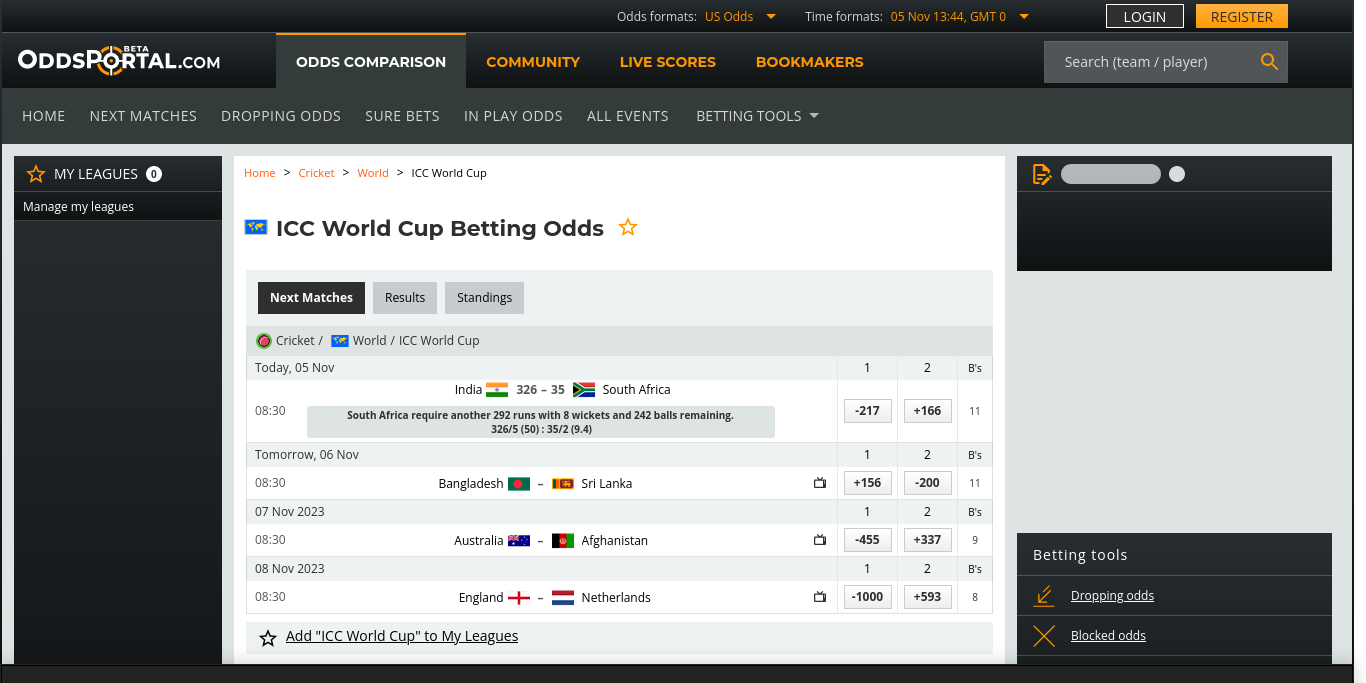 Odds formats: US Odds Time formats: 05 Nov 13:44, GMT 0 LOGIN REGISTER
BETA
ODDSPORTAL.COM ODDS COMPARISON COMMUNITY LIVE SCORES BOOKMAKERS Search (team / player)
HOME NEXT MATCHES DROPPING ODDS SURE BETS IN PLAY ODDS ALL EVENTS BETTING TOOLS
MY LEAGUES 0
Manage my leagues
Home > Cricket > World > ICC World Cup
ICC World Cup Betting Odds
Next Matches Results Standings
Cricket / World / ICC World Cup
Today, 05 Nov 1 2 B's
India 326 – 35 South Africa
08:30 -217 +166 11
South Africa require another 292 runs with 8 wickets and 242 balls remaining.
326/5 (50) : 35/2 (9.4)
Tomorrow, 06 Nov 1 2 B's
08:30 Bangladesh – Sri Lanka +156 -200 11
07 Nov 2023 1 2 B's
08:30 Australia – Afghanistan -455 +337 9
08 Nov 2023 1 2 B's
08:30 England – Netherlands -1000 +593 8
Add "ICC World Cup" to My Leagues
Betting tools
Dropping odds
Blocked odds